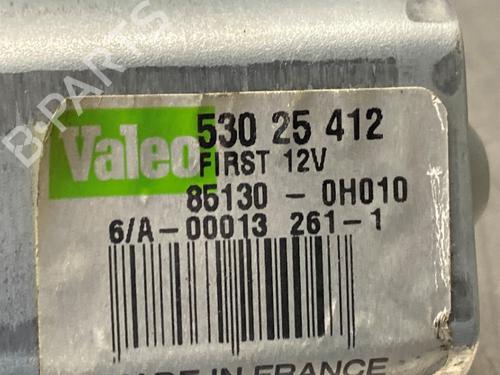 B-PARTS
Valeo 530 25 412
FIRST 12V
85130 - 0H010
6/A-00013 261-1
MADE IN FRANCE